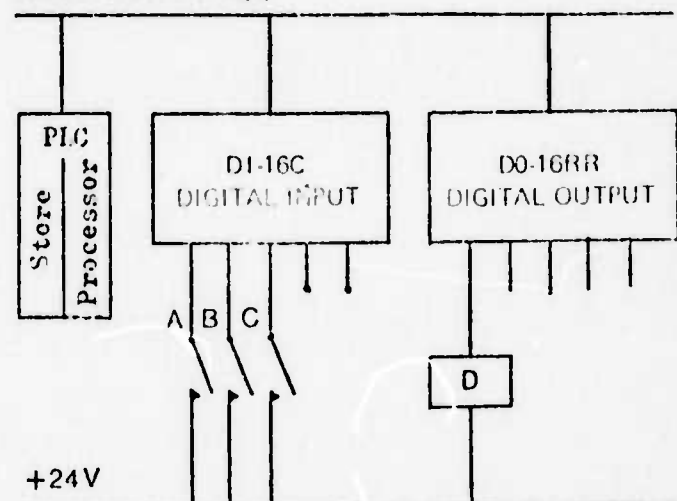 PLC
Store
Processor
DI-16C
DIGITAL INPUT
DO-16RR
DIGITAL OUTPUT
A B C
D
+24V